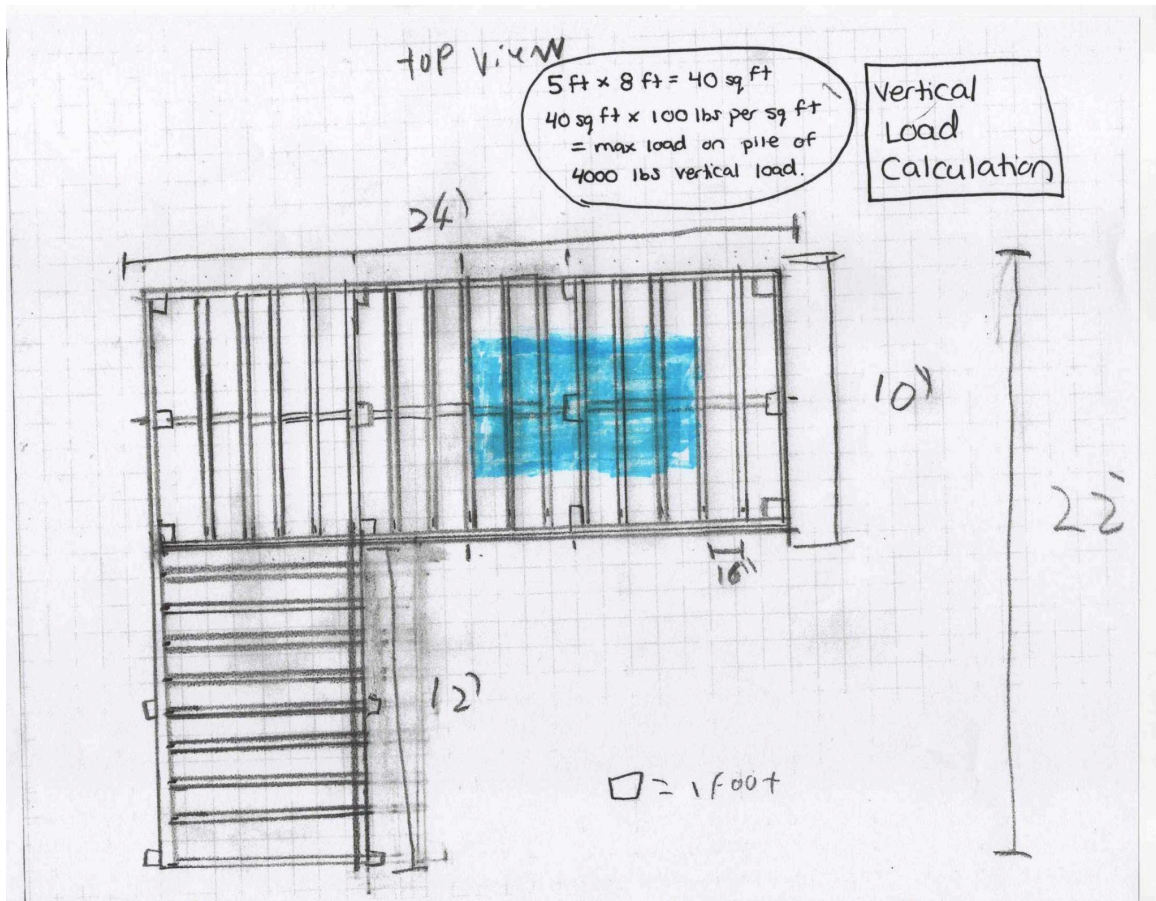 top view
5 ft x 8 ft = 40 sq ft
40 sq ft x 100 lbs per sq ft
= max load on pile of
4000 lbs vertical load.
Vertical
Load
Calculation
24'
10'
22'
16"
12'
= 1 foot